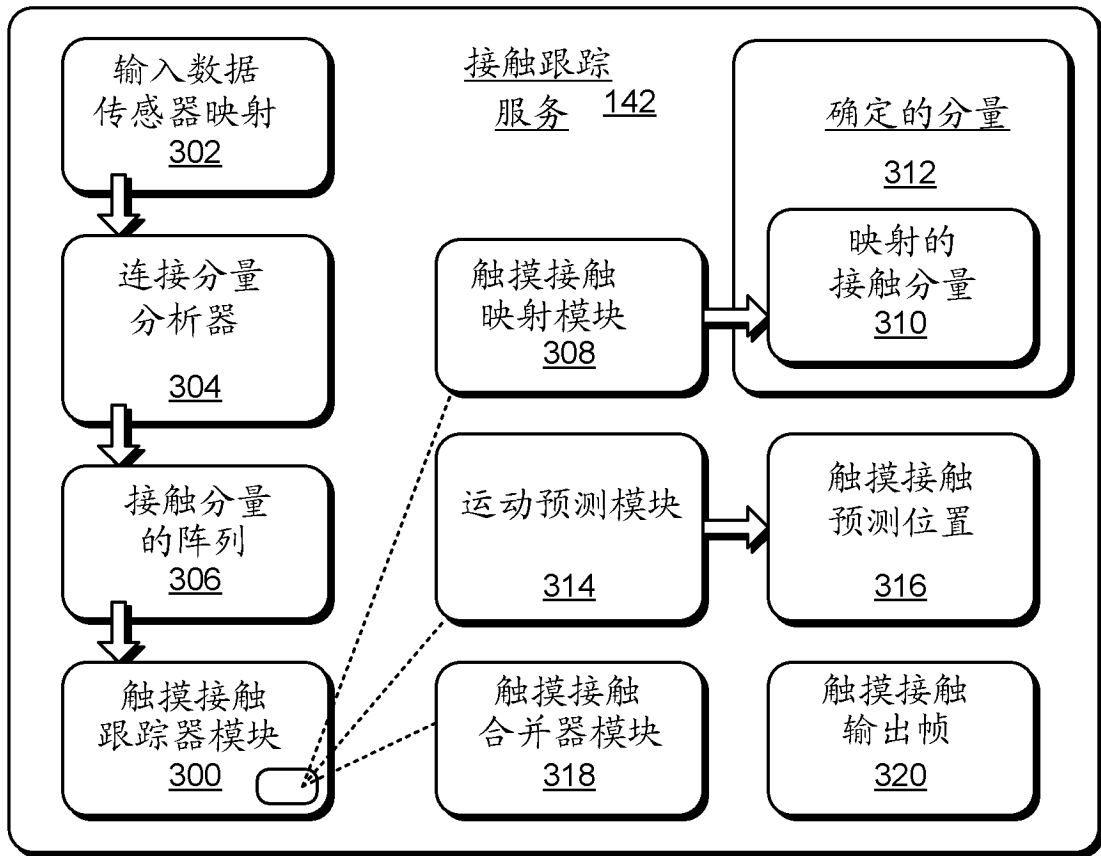 输入数据
传感器映射
302
连接分量
分析器
304
接触分量
的阵列
306
触摸接触
跟踪器模块
300
接触跟踪
服务 142
触摸接触
映射模块
308
运动预测模块
314
触摸接触
合并器模块
318
确定的分量
312
映射的
接触分量
310
触摸接触
预测位置
316
触摸接触
输出帧
320